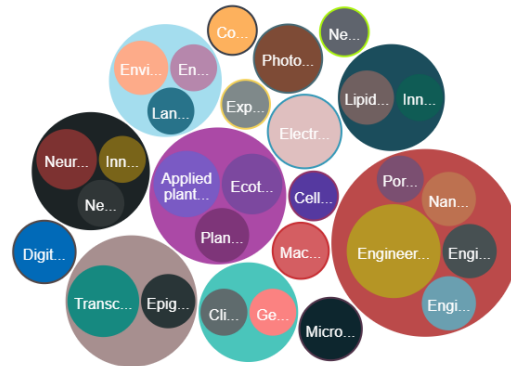 Co...
Ne...
Photo...
Envi...
En...
Lan...
Exp...
Electr...
Lipid...
Inn...
Neur...
Inn...
Ne...
Applied
plant...
Ecot...
Plan...
Cell...
Por...
Nan...
Engineer...
Engi...
Engi...
Digit...
Mac...
Transc...
Epig...
Cli...
Ge...
Micro...